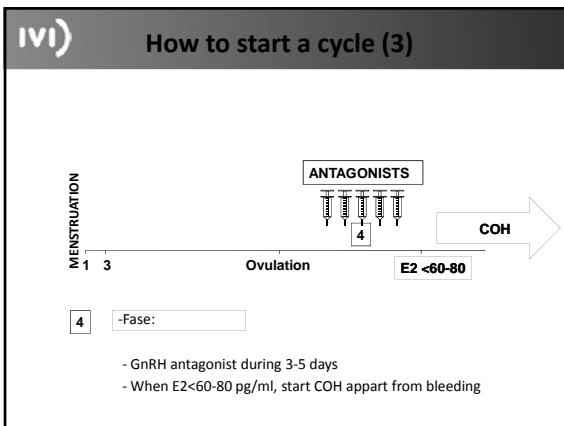 IVI)
How to start a cycle (3)
ANTAGONISTS
MENSTRUATION
4
COH
1 3
Ovulation
E2 <60-80
4
-Fase:
- GnRH antagonist during 3-5 days
- When E2<60-80 pg/ml, start COH appart from bleeding